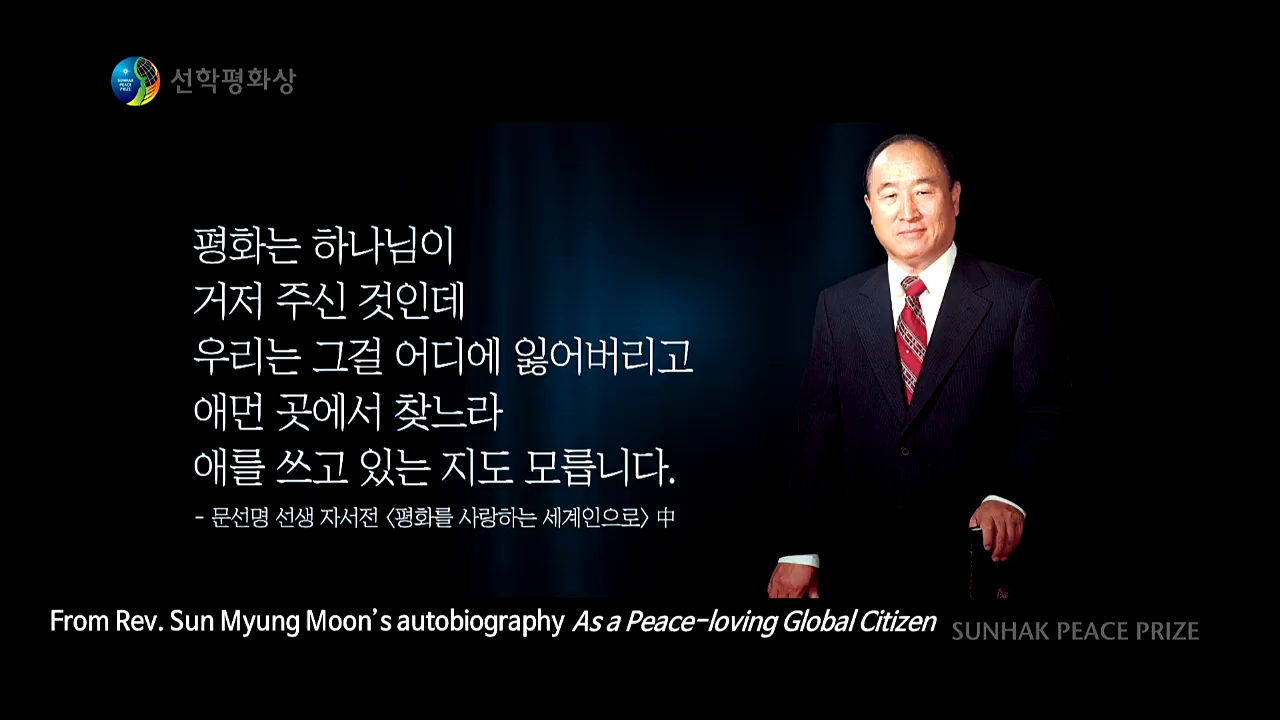 SUNHAK PEACE PRIZE
선학평화상
평화는 하나님이
거저 주신 것인데
우리는 그걸 어디에 잃어버리고
애먼 곳에서 찾느라
애를 쓰고 있는 지도 모릅니다.
- 문선명 선생 자서전 <평화를 사랑하는 세계인으로> 中
From Rev. Sun Myung Moon's autobiography As a Peace-loving Global Citizen
SUNHAK PEACE PRIZE